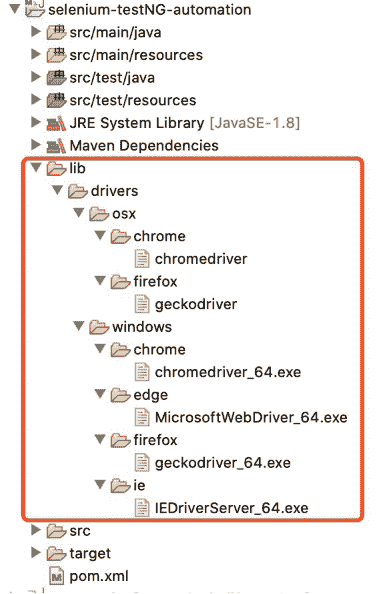 selenium-testNG-automation
src/main/java
src/main/resources
src/test/java
src/test/resources
JRE System Library [JavaSE-1.8]
Maven Dependencies
lib
drivers
osx
chrome
chromedriver
firefox
geckodriver
windows
chrome
chromedriver_64.exe
edge
MicrosoftWebDriver_64.exe
firefox
geckodriver_64.exe
ie
IEDriverServer_64.exe
src
target
pom.xml